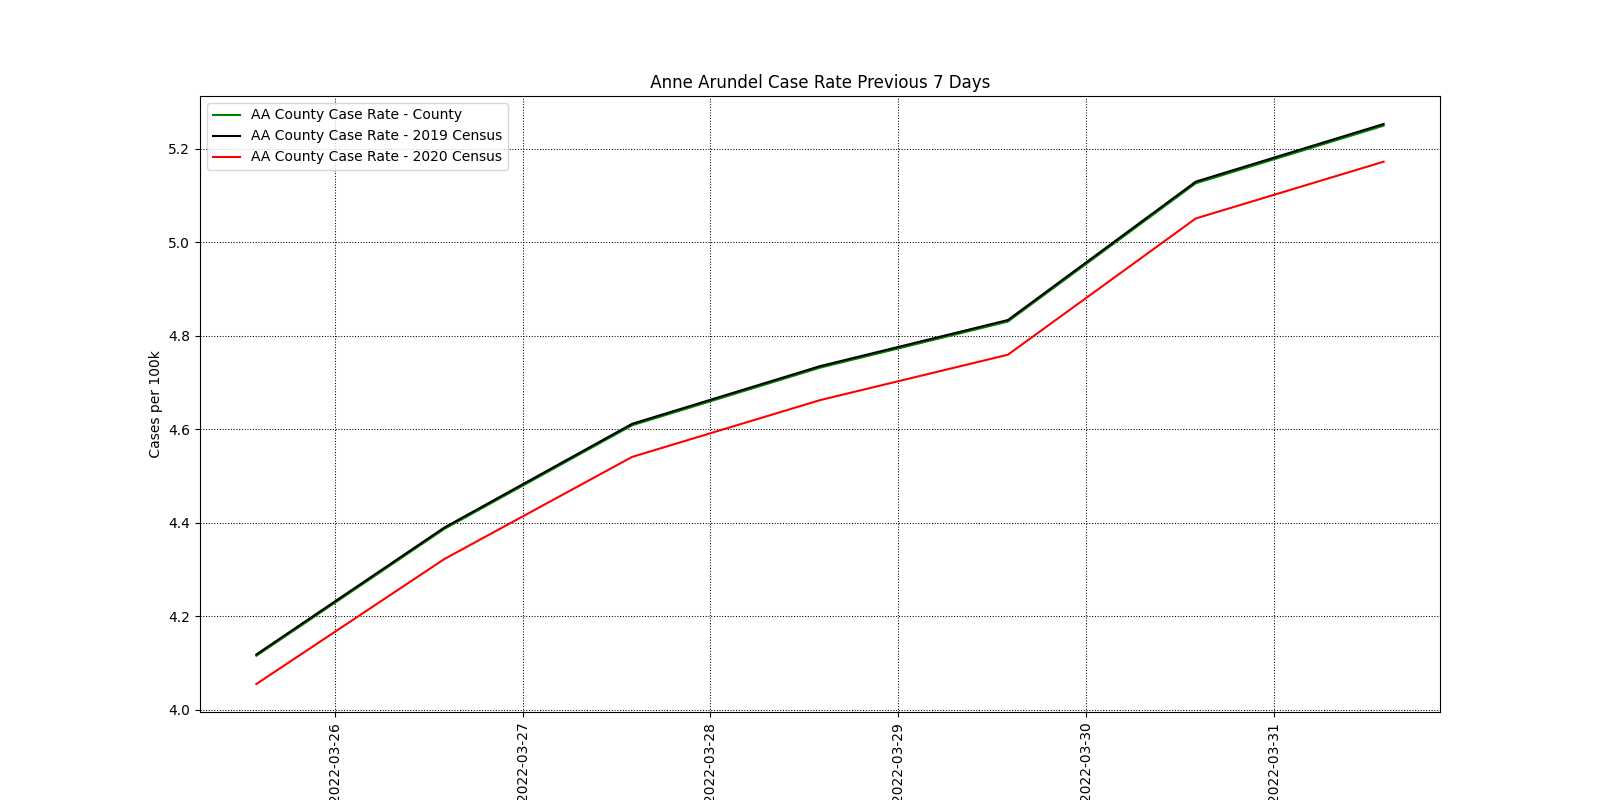 Anne Arundel Case Rate Previous 7 Days
AA County Case Rate - County
AA County Case Rate - 2019 Census
AA County Case Rate - 2020 Census
Cases per 100k
5.2
5.0
4.8
4.6
4.4
4.2
4.0
2022-03-26
2022-03-27
2022-03-28
2022-03-29
2022-03-30
2022-03-31